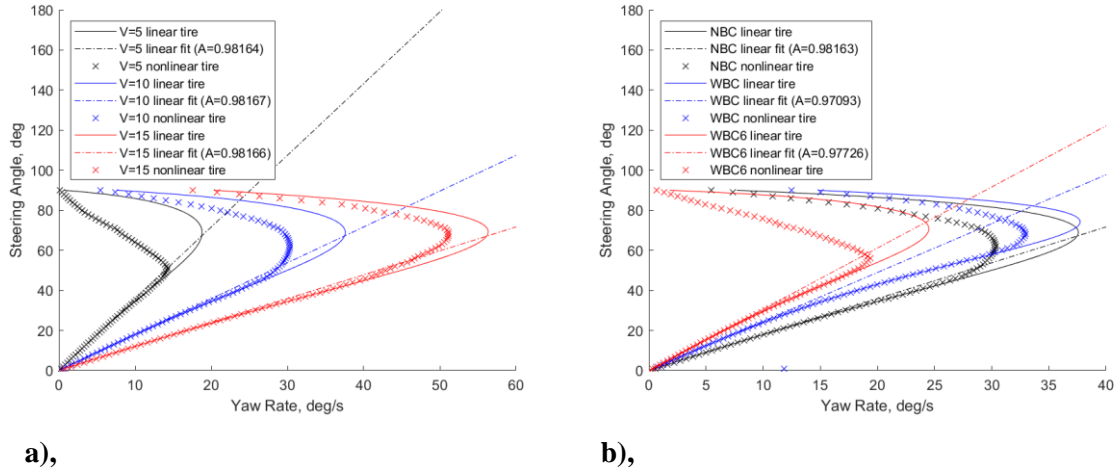 180
160
140
120
100
80
60
40
20
0
Steering Angle, deg
V=5 linear tire
V=5 linear fit (A=0.98164)
V=5 nonlinear tire
V=10 linear tire
V=10 linear fit (A=0.98167)
V=10 nonlinear tire
V=15 linear tire
V=15 linear fit (A=0.98166)
V=15 nonlinear tire
0 10 20 30 40 50 60
Yaw Rate, deg/s
a),
180
160
140
120
100
80
60
40
20
0
Steering Angle, deg
NBC linear tire
NBC linear fit (A=0.98163)
NBC nonlinear tire
WBC linear tire
WBC linear fit (A=0.97093)
WBC nonlinear tire
WBC6 linear tire
WBC6 linear fit (A=0.97726)
WBC6 nonlinear tire
0 5 10 15 20 25 30 35 40
Yaw Rate, deg/s
b),